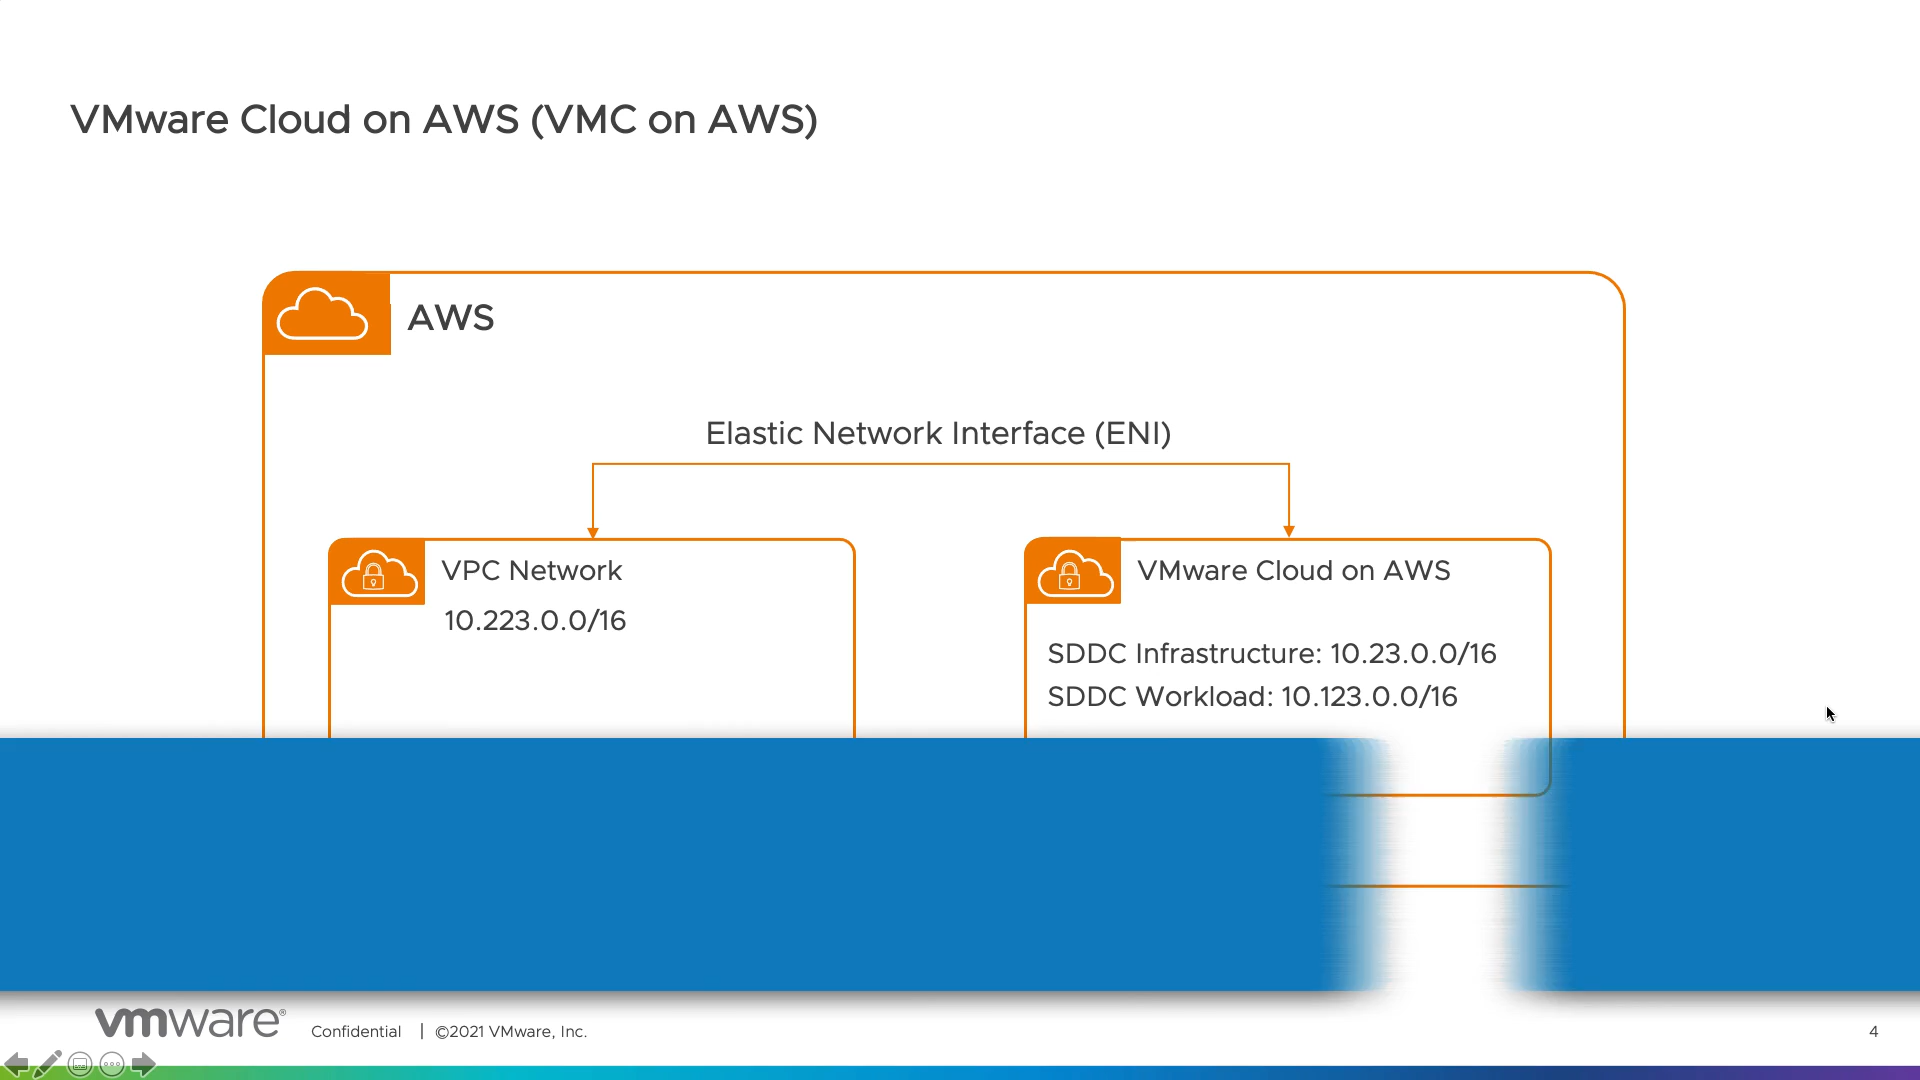 VMware Cloud on AWS (VMC on AWS)
AWS
Elastic Network Interface (ENI)
VPC Network
10.223.0.0/16
VMware Cloud on AWS
SDDC Infrastructure: 10.23.0.0/16
SDDC Workload: 10.123.0.0/16
vmware®
Confidential | ©2021 VMware, Inc.
4